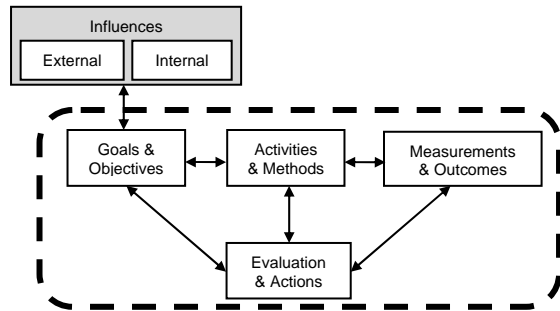 Influences
External
Internal
Goals &
Objectives
Activities
& Methods
Measurements
& Outcomes
Evaluation
& Actions